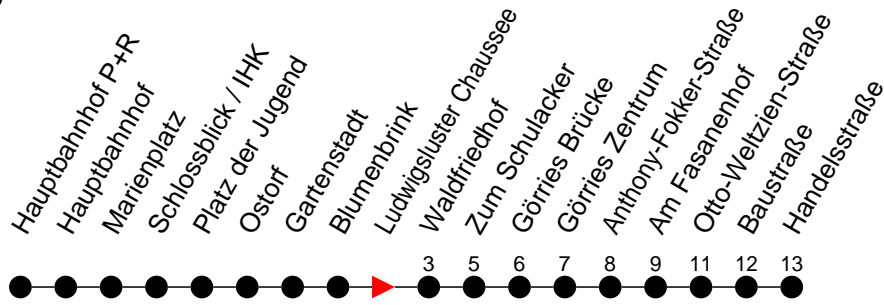 Hauptbahnhof P+R
Hauptbahnhof
Marienplatz
Schlossblick / IHK
Platz der Jugend
Ostorf
Gartenstadt
Blumenbrink
Ludwigsluster Chaussee
Waldfriedhof
Zum Schulacker
Görries Brücke
Görries Zentrum
Anthony-Fokker-Straße
Am Fasanenhof
Otto-Weltzien-Straße
Baustraße
Handelsstraße
3 5 6 7 8 9 11 12 13